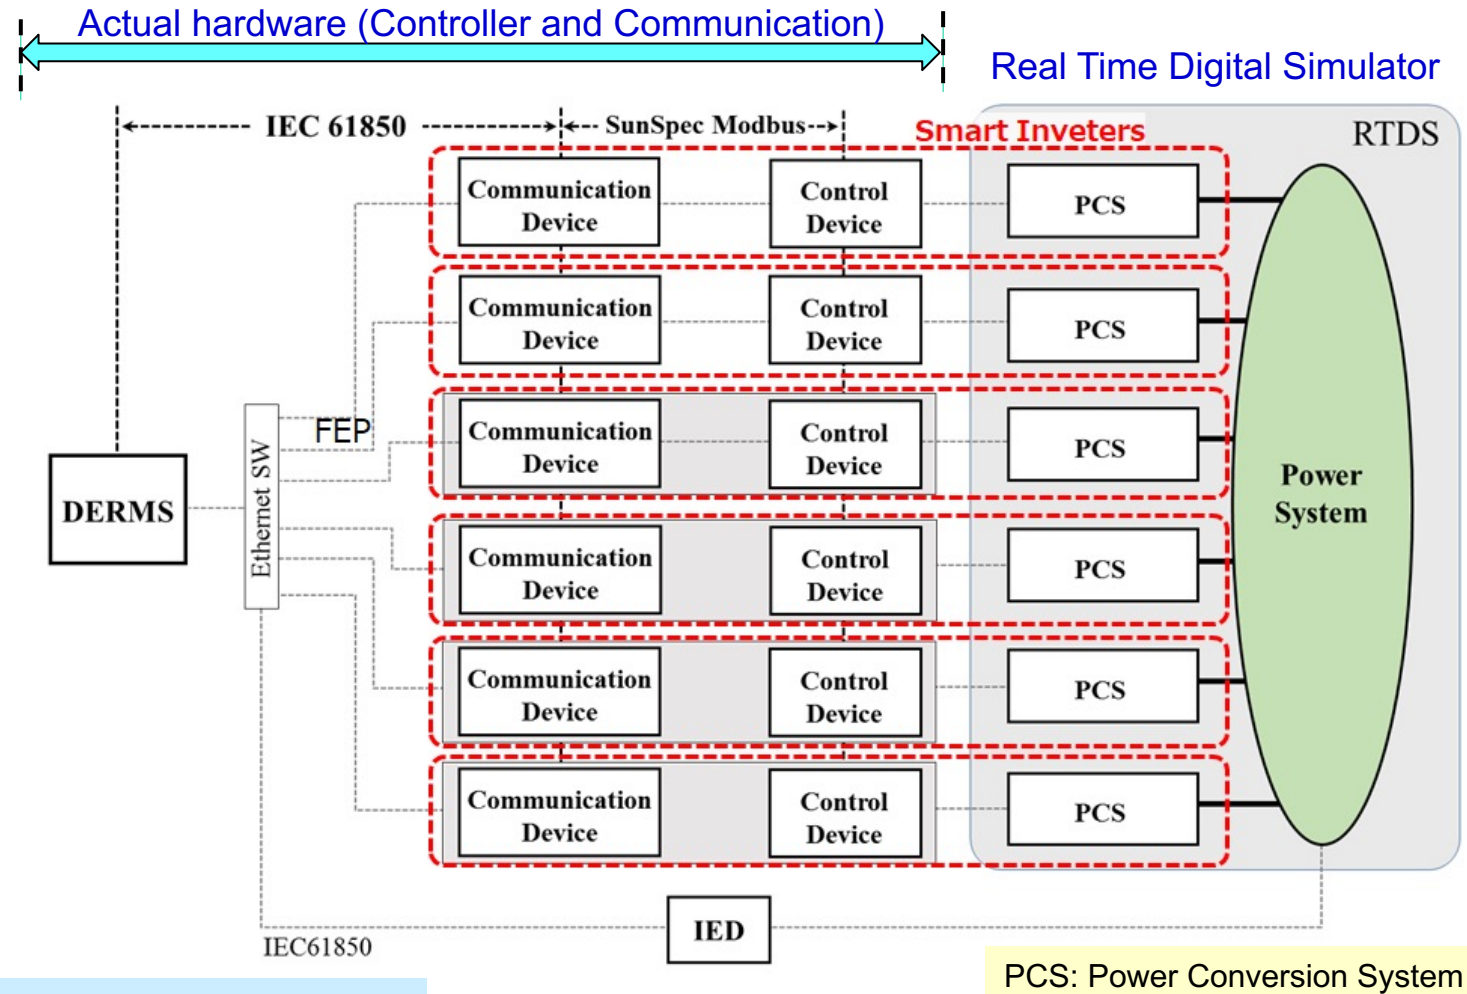 Actual hardware (Controller and Communication)
Real Time Digital Simulator
IEC 61850
SunSpec Modbus
Smart Inveters
RTDS
Communication
Device
Control
Device
PCS
Communication
Device
Control
Device
PCS
FEP
Communication
Device
Control
Device
PCS
DERMS
Ethernet SW
Power
System
Communication
Device
Control
Device
PCS
Communication
Device
Control
Device
PCS
Communication
Device
Control
Device
PCS
IED
IEC61850
PCS: Power Conversion System